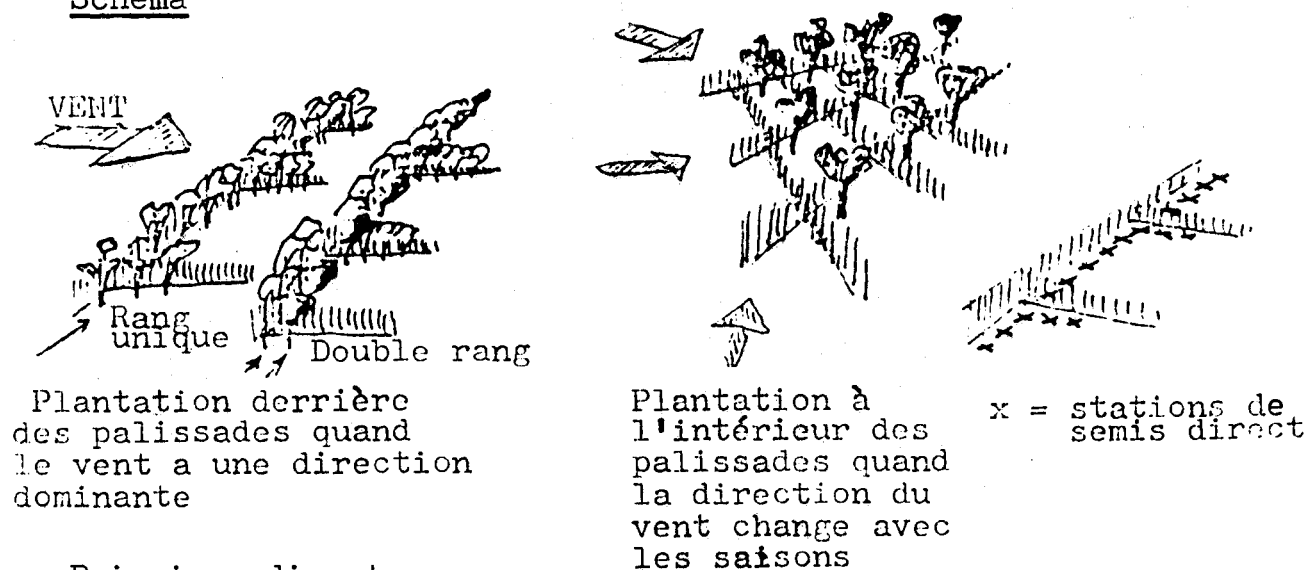 Schéma
VENT
Rang
unique
Double rang
Plantation derrière
des palissades quand
le vent a une direction
dominante
Plantation à
l'intérieur des
palissades quand
la direction du
vent change avec
les saisons
x = stations de
semis direct